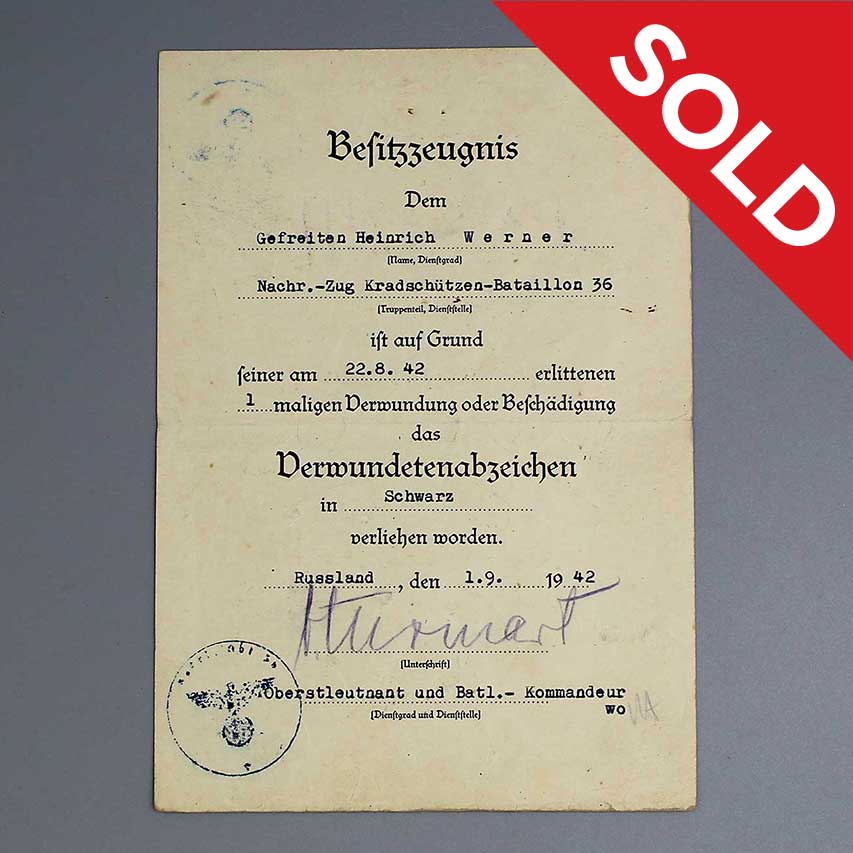 SOLD
Besitzzeugnis
Dem
Gefreiten Heinrich Werner
(Name, Dienstgrad)
Nachr.-Zug Kradschützen-Bataillon 36
(Truppenteil, Dienststelle)
ist auf Grund
seiner am 22.8. 42 erlittenen
1 maligen Verwundung oder Beschädigung
das
Verwundetenabzeichen
in Schwarz
verliehen worden.
Russland, den 1.9. 1942
(Unterschrift)
Oberstleutnant und Batl.- Kommandeur
(Dienstgrad und Dienststelle)
wo